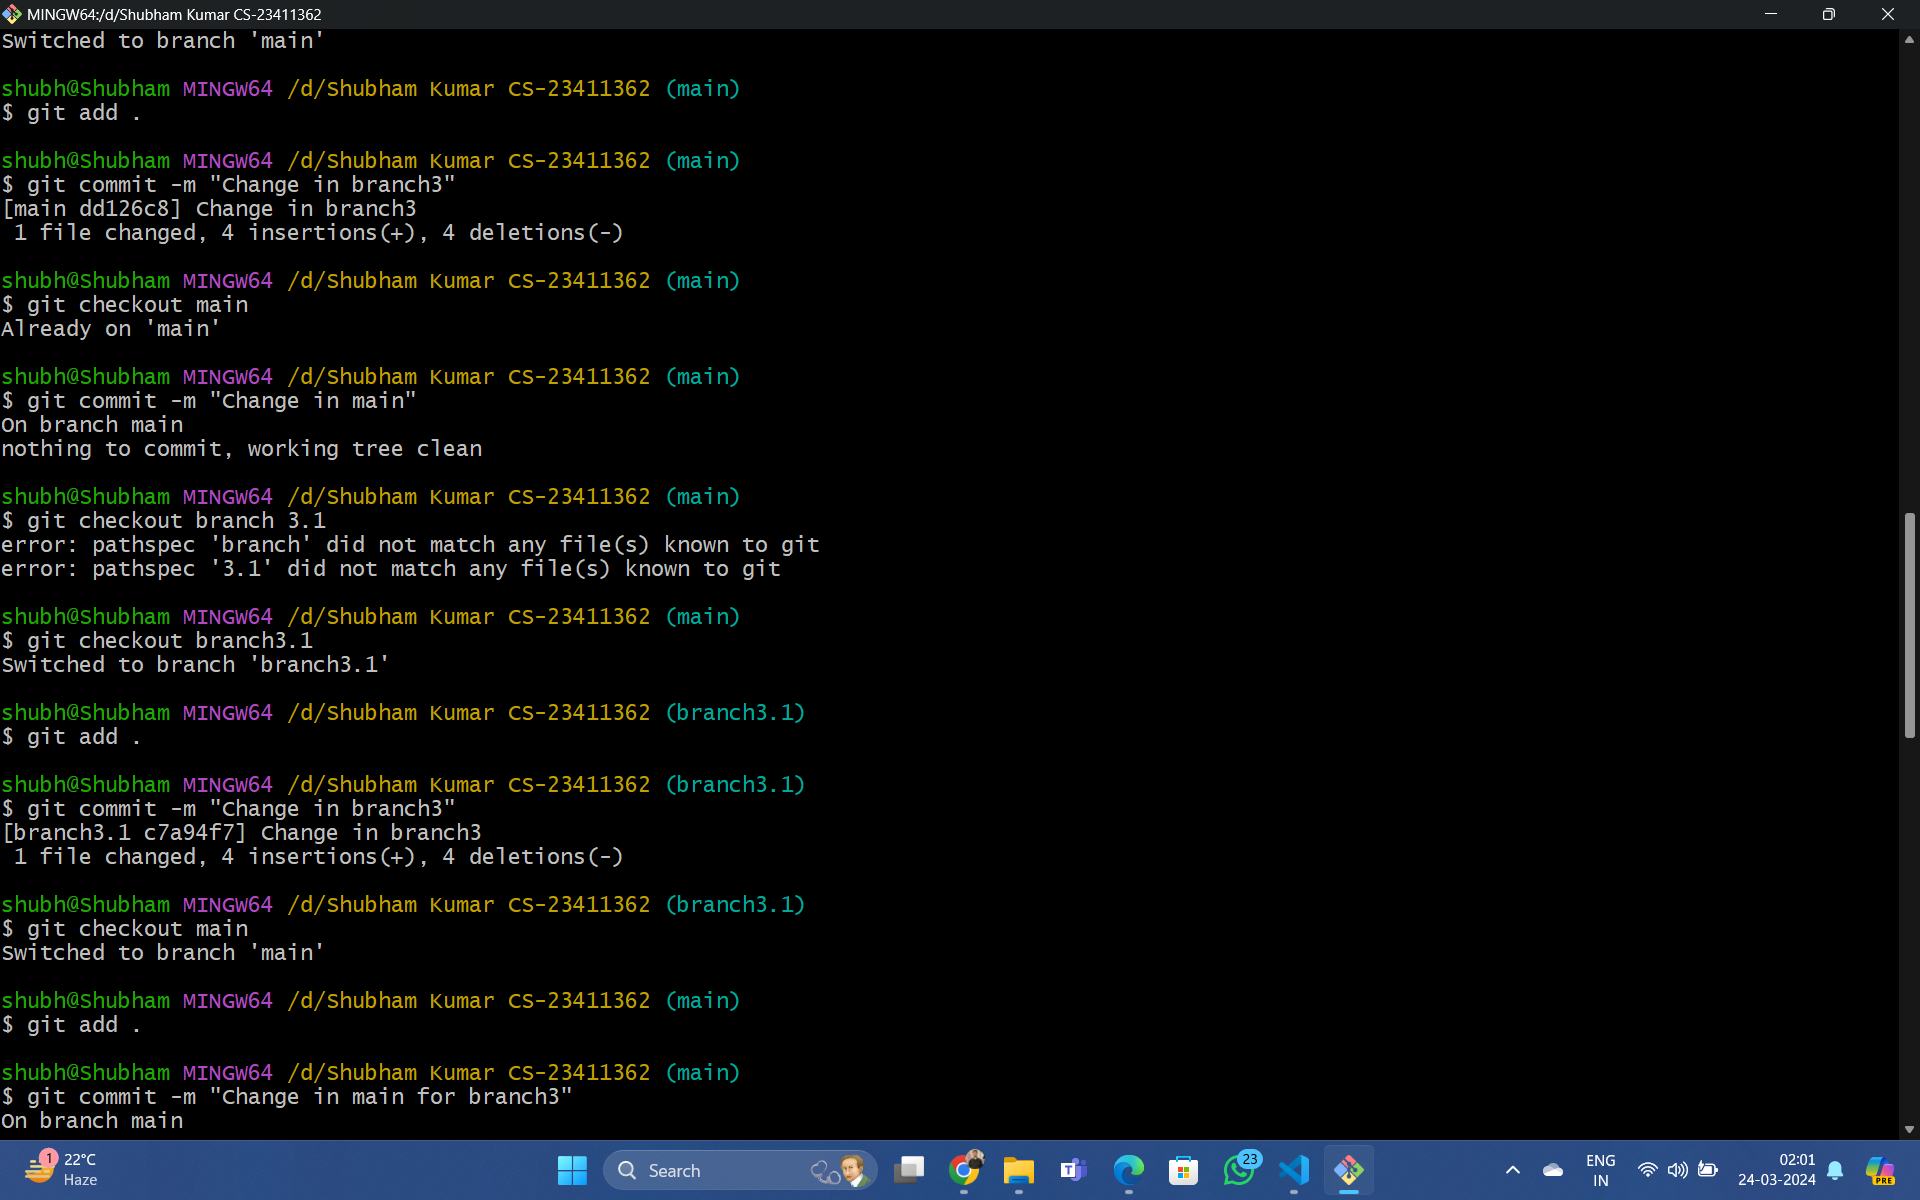 MINGW64:/d/Shubham Kumar CS-23411362
Switched to branch 'main'
shubh@Shubham MINGW64 /d/Shubham Kumar CS-23411362 (main)
$ git add .
shubh@Shubham MINGW64 /d/Shubham Kumar CS-23411362 (main)
$ git commit -m "Change in branch3"
[main dd126c8] Change in branch3
 1 file changed, 4 insertions(+), 4 deletions(-)
shubh@Shubham MINGW64 /d/Shubham Kumar CS-23411362 (main)
$ git checkout main
Already on 'main'
shubh@Shubham MINGW64 /d/Shubham Kumar CS-23411362 (main)
$ git commit -m "Change in main"
On branch main
nothing to commit, working tree clean
shubh@Shubham MINGW64 /d/Shubham Kumar CS-23411362 (main)
$ git checkout branch 3.1
error: pathspec 'branch' did not match any file(s) known to git
error: pathspec '3.1' did not match any file(s) known to git
shubh@Shubham MINGW64 /d/Shubham Kumar CS-23411362 (main)
$ git checkout branch3.1
Switched to branch 'branch3.1'
shubh@Shubham MINGW64 /d/Shubham Kumar CS-23411362 (branch3.1)
$ git add .
shubh@Shubham MINGW64 /d/Shubham Kumar CS-23411362 (branch3.1)
$ git commit -m "Change in branch3"
[branch3.1 c7a94f7] Change in branch3
 1 file changed, 4 insertions(+), 4 deletions(-)
shubh@Shubham MINGW64 /d/Shubham Kumar CS-23411362 (branch3.1)
$ git checkout main
Switched to branch 'main'
shubh@Shubham MINGW64 /d/Shubham Kumar CS-23411362 (main)
$ git add .
shubh@Shubham MINGW64 /d/Shubham Kumar CS-23411362 (main)
$ git commit -m "Change in main for branch3"
On branch main
1
22°C
Haze
Search
23
ENG
IN
02:01
24-03-2024
PRE